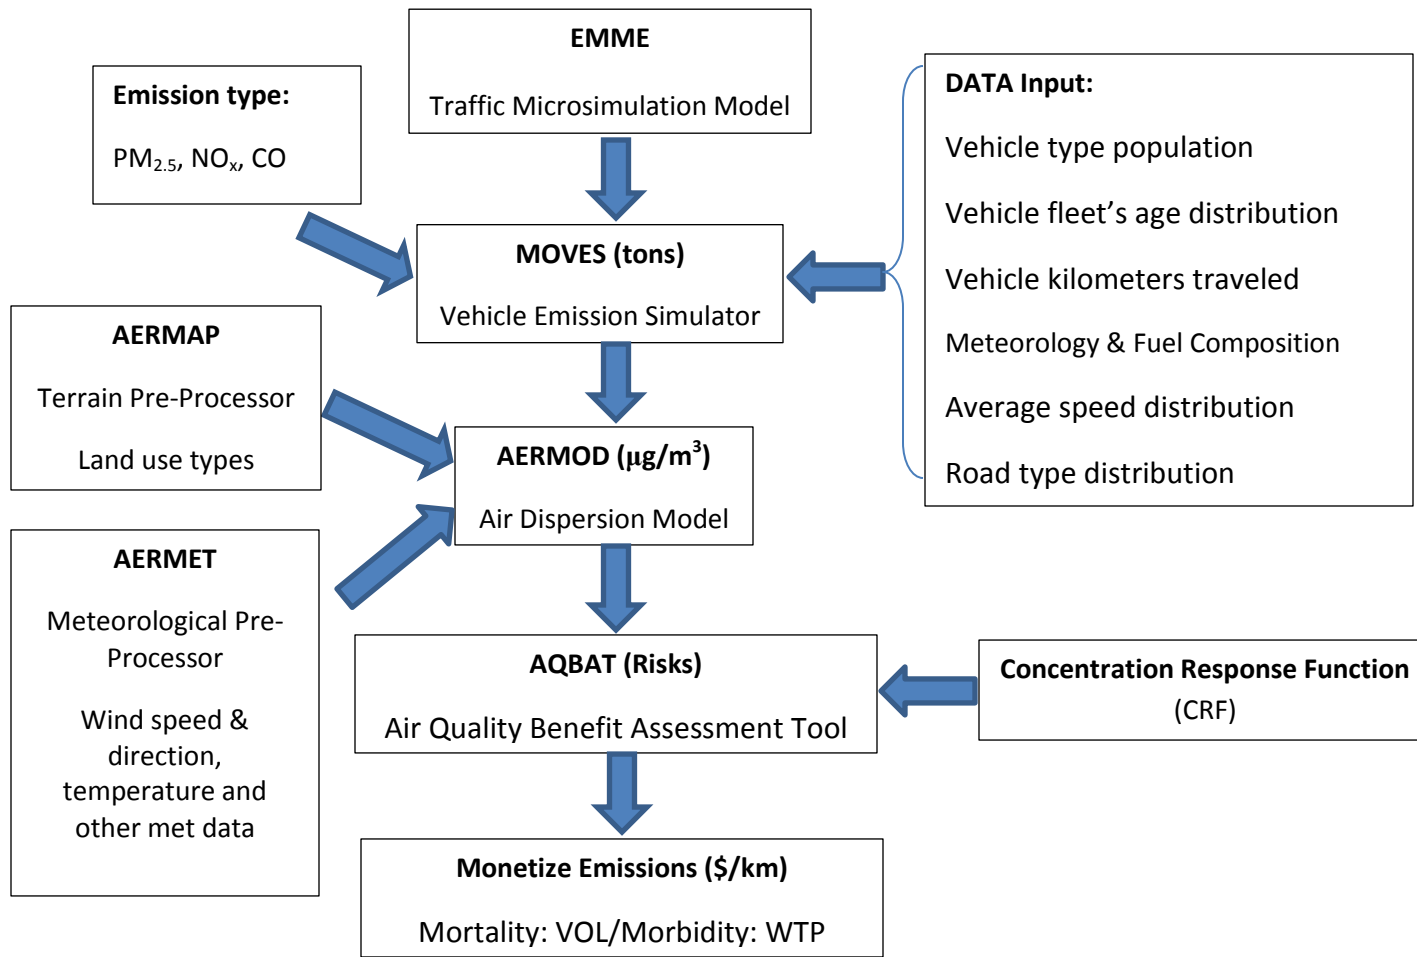 EMME
Traffic Microsimulation Model
Emission type:
PM2.5, NOx, CO
DATA Input:
Vehicle type population
Vehicle fleet’s age distribution
Vehicle kilometers traveled
Meteorology & Fuel Composition
Average speed distribution
Road type distribution
MOVES (tons)
Vehicle Emission Simulator
AERMAP
Terrain Pre-Processor
Land use types
AERMOD (µg/m³)
Air Dispersion Model
AERMET
Meteorological Pre-
Processor
Wind speed &
direction,
temperature and
other met data
AQBAT (Risks)
Air Quality Benefit Assessment Tool
Concentration Response Function
(CRF)
Monetize Emissions ($/km)
Mortality: VOL/Morbidity: WTP